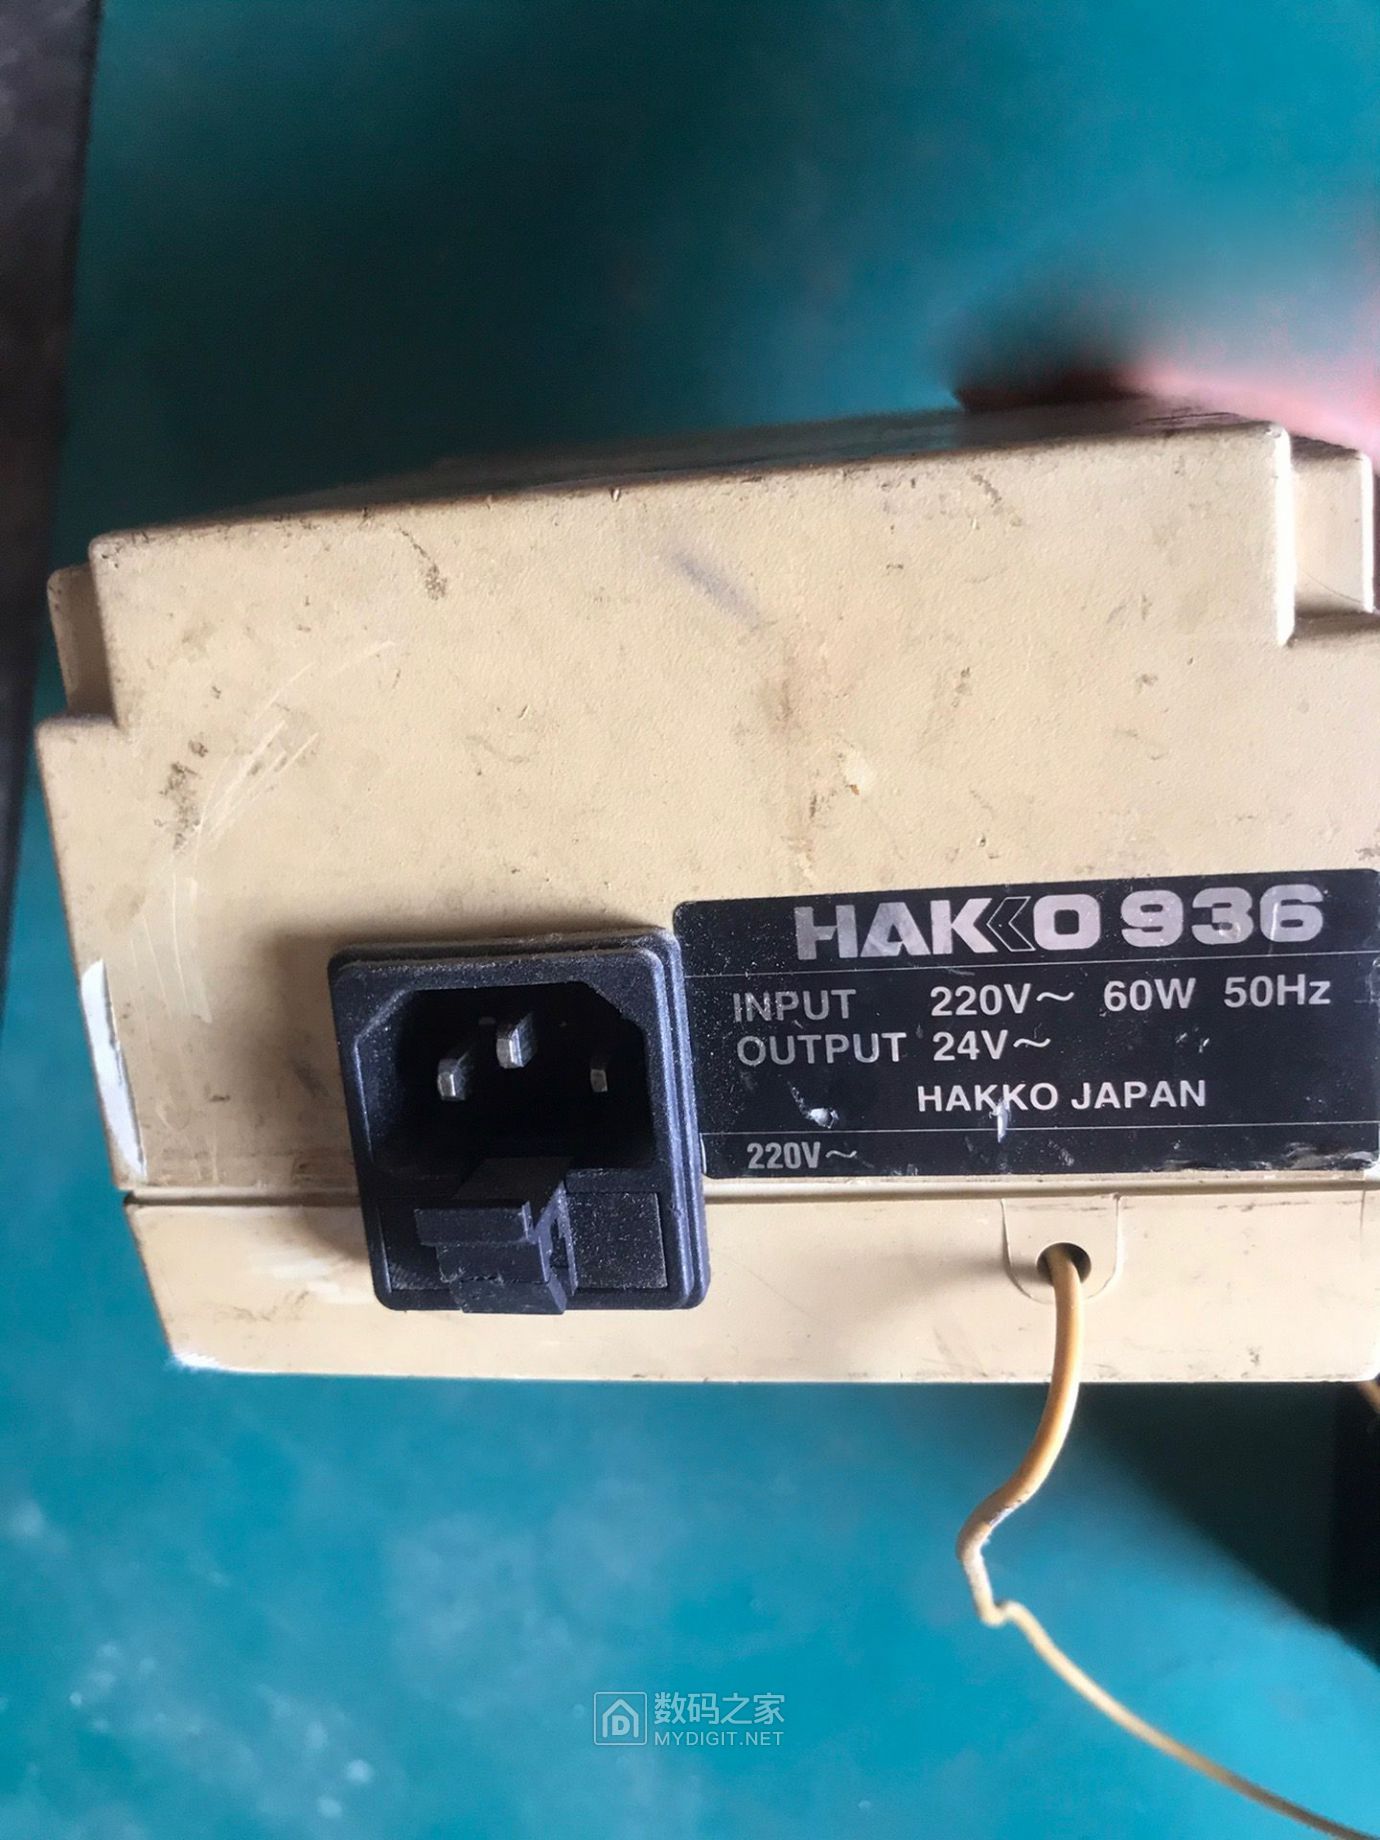 HAKKO 936
INPUT 220V~ 60W 50Hz
OUTPUT 24V~
HAKKO JAPAN
220V~
数码之家
MYDIGIT.NET